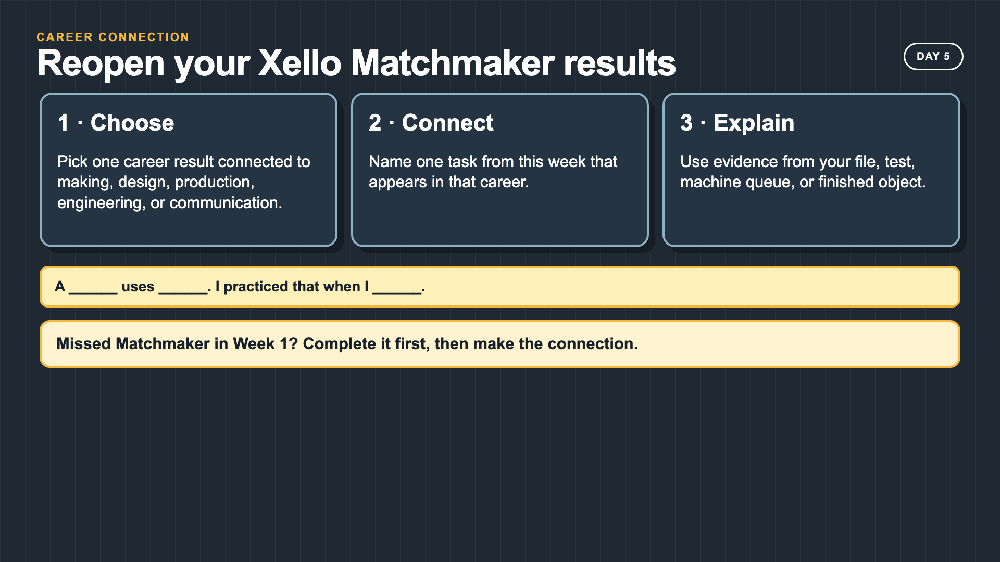 CAREER CONNECTION
Reopen your Xello Matchmaker results
DAY 5
1 · Choose
Pick one career result connected to
making, design, production,
engineering, or communication.
2 · Connect
Name one task from this week that
appears in that career.
3 · Explain
Use evidence from your file, test,
machine queue, or finished object.
A ______ uses ______. I practiced that when I ______.
Missed Matchmaker in Week 1? Complete it first, then make the connection.